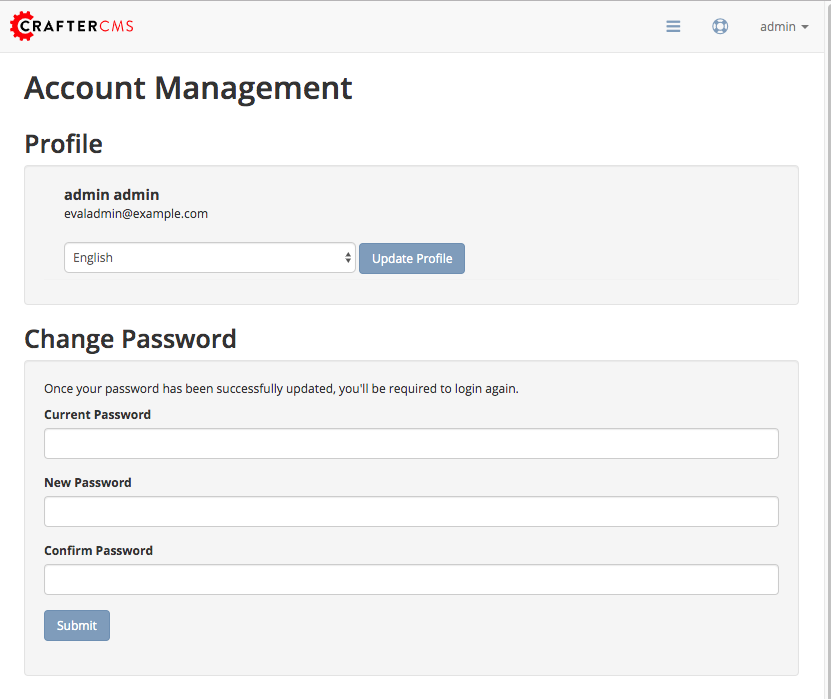 CRAFTERCMS
admin
Account Management
Profile
admin admin
evaladmin@example.com
English
Update Profile
Change Password
Once your password has been successfully updated, you'll be required to login again.
Current Password
New Password
Confirm Password
Submit